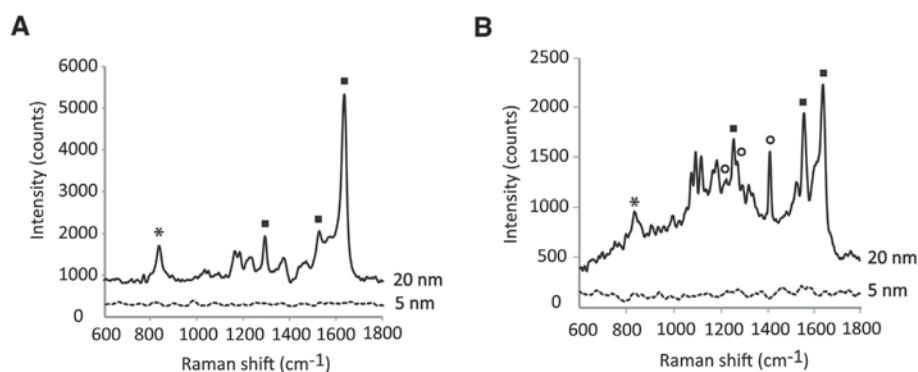 A
Intensity (counts)
6000
5000
4000
3000
2000
1000
0
*
20 nm
5 nm
600 800 1000 1200 1400 1600 1800
Raman shift (cm-1)
B
Intensity (counts)
2500
2000
1500
1000
500
0
*
20 nm
5 nm
600 800 1000 1200 1400 1600 1800
Raman shift (cm-1)